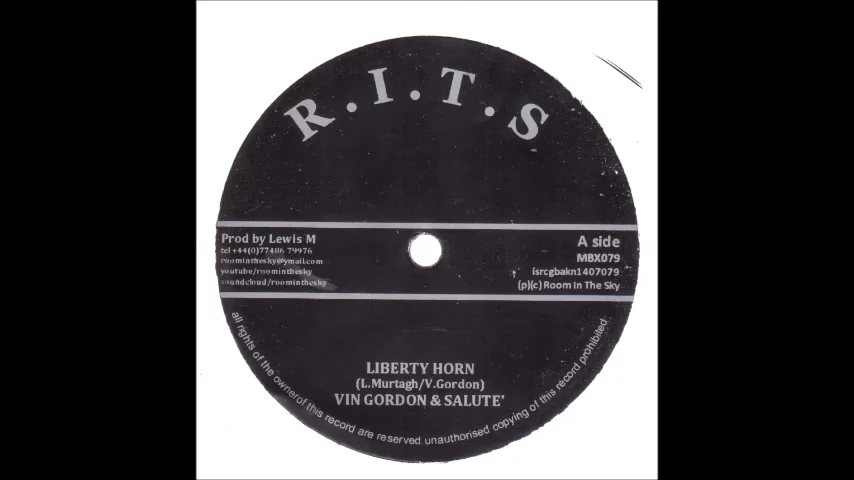 R.I.T.S
Prod by Lewis M
tel +44(0)77486 79976
roominthesky@ymail.com
youtube/roominthesky
soundcloud/roominthesky
A side
MBX079
isrcgbakn1407079
(p)(c) Room In The Sky
LIBERTY HORN
(L.Murtagh/V.Gordon)
VIN GORDON & SALUTE'
all rights of the ownerof this record are reserved unauthorised copying of this record prohibited